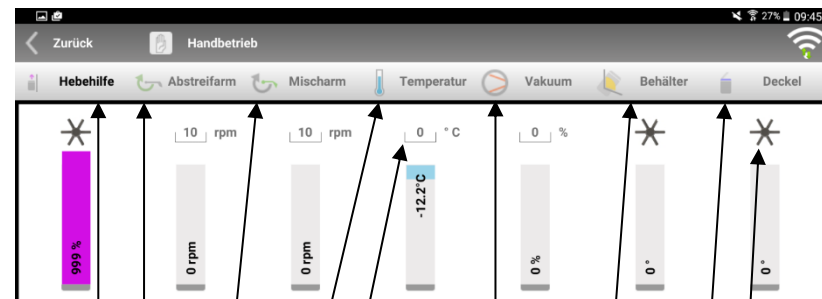 27% 09:45
Zurück Handbetrieb
Hebehilfe Abstreifarm Mischarm Temperatur Vakuum Behälter Deckel
10 rpm 10 rpm 0 °C 0 %
999 % 0 rpm 0 rpm -12.2°C 0 % 0° 0°